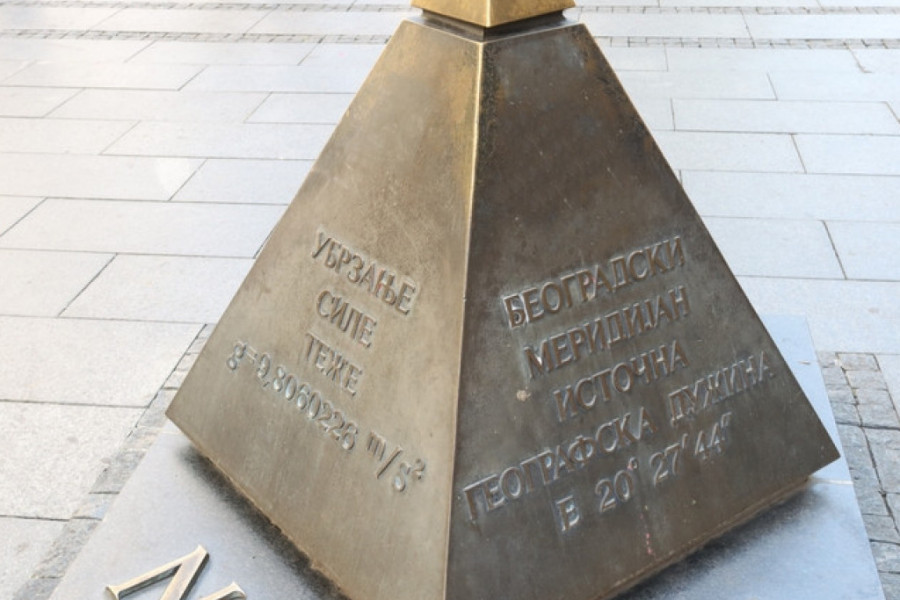 УБРЗАЊЕ
СИЛЕ
ТЕЖЕ
g=9,8060226 m/s²
БЕОГРАДСКИ
МЕРИДИЈАН
ИСТОЧНА
ГЕОГРАФСКА ДУЖИНА
E 20° 27' 44"